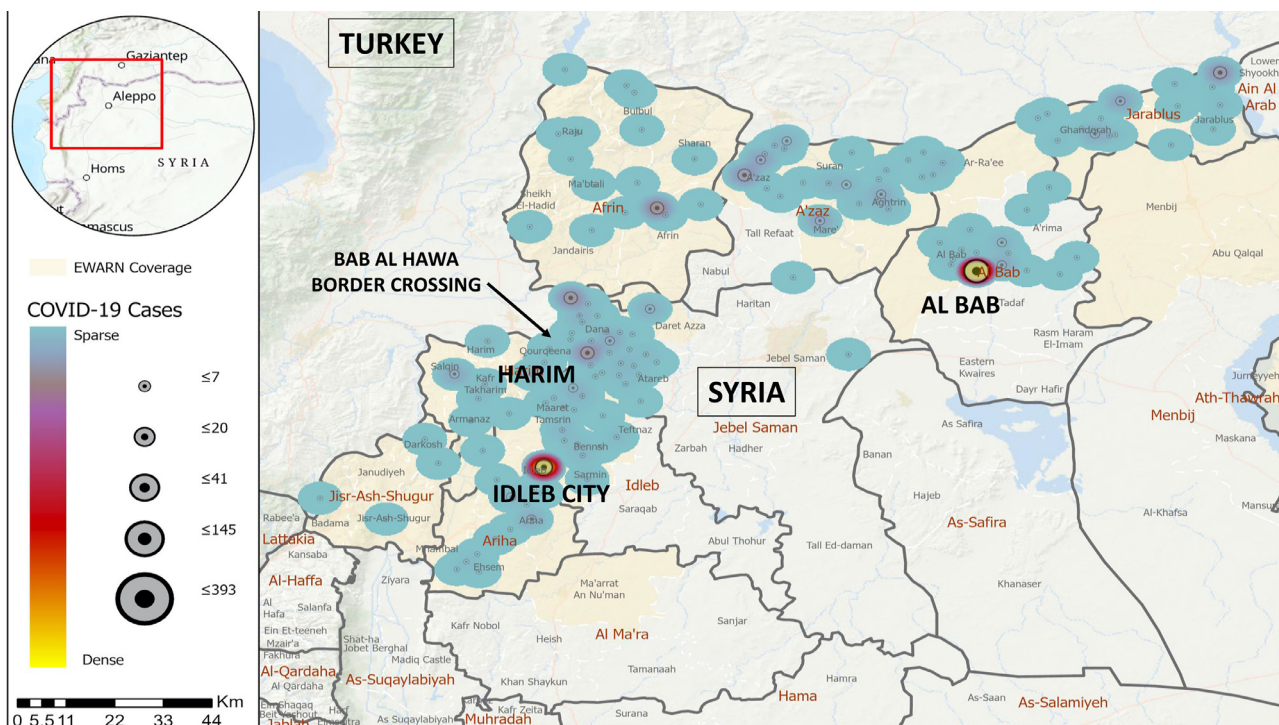 Gaziantep
Aleppo
Homs
SYRIA
amascus
EWARN Coverage
COVID-19 Cases
Sparse
≤7
≤20
≤41
≤145
≤393
Dense
0 5.5 11 22 33 44 Km
TURKEY
Lower
Shyookh
Ain Al
Arab
Bulbul
Jarablus
Jarablus
Ghandorah
Raju
Sharan
Suran
Ar-Ra'ee
A'zaz
Ma'btali
Sheikh
El-Hadid
Afrin
A'zaz
Aghtrin
Menbij
Afrin
Mare'
Tall Refaat
A'rima
Jandairis
Al Bab
Abu Qalqal
Nabul
Al Bab
BAB AL HAWA
BORDER CROSSING
Haritan
AL BAB
Tadaf
Dana
Daret Azza
Rasm Haram
El-Imam
Harim
Qourqeena
Jebel Saman
Eastern
Kwaires
Salqin
HARIM
Atareb
Jurneyyeh
Kafr
Takharim
Dayr Hafir
SYRIA
Ath-Thawrah
Maaret
Tamsrin
Armanaz
Jebel Saman
Menbij
As Safira
Teftnaz
Maskana
Darkosh
Bennsh
Zarbah
Hadher
Banan
Janudiyeh
Sarmin
Idleb
IDLEB CITY
Hajeb
Jisr-Ash-Shugur
Saraqab
As-Safira
Al-Khafsa
Mansu
Rabee'a
Badama
Jisr-Ash-Shugur
Ariha
Lattakia
Ariha
Abul Thohur
Tall Ed-daman
Kansaba
Mhambal
Ehsem
Al-Haffa
Ziyara
Ma'arrat
An Nu'man
Khanaser
Al
Hafa
Salanfa
Kafr Nobol
Sanjar
Ein Et-teeneh
Shat-ha
Heish
Al Ma'ra
Mzair'a
Jobet Berghal
Fakhura
Madiq Castle
Al-Qardaha
Tamanaah
As-Suqaylabiyah
Khan Shaykun
Hamra
Al Qardaha
Hama
As-Saan
As-Salamiyeh
Kafr Zeita
As Suqaylabiyah
Muhradah
Surana